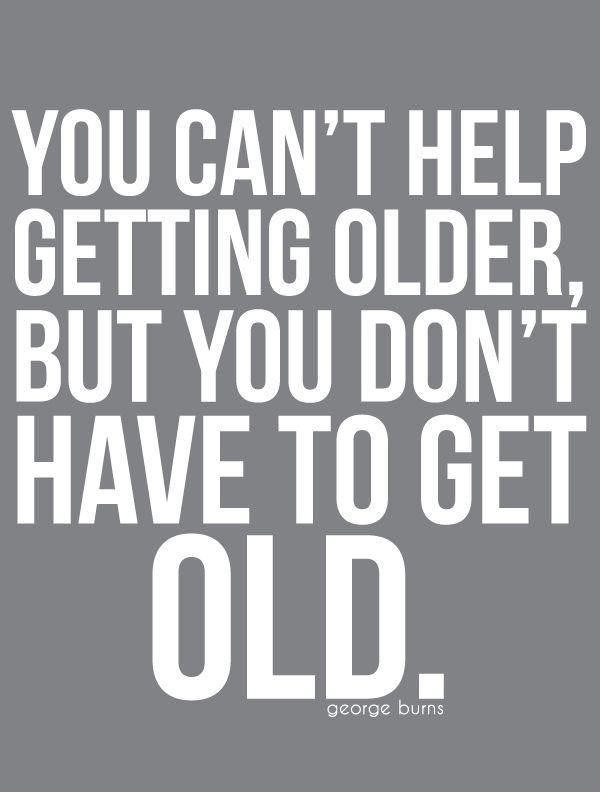 YOU CAN’T HELP
GETTING OLDER,
BUT YOU DON’T
HAVE TO GET
OLD.
george burns